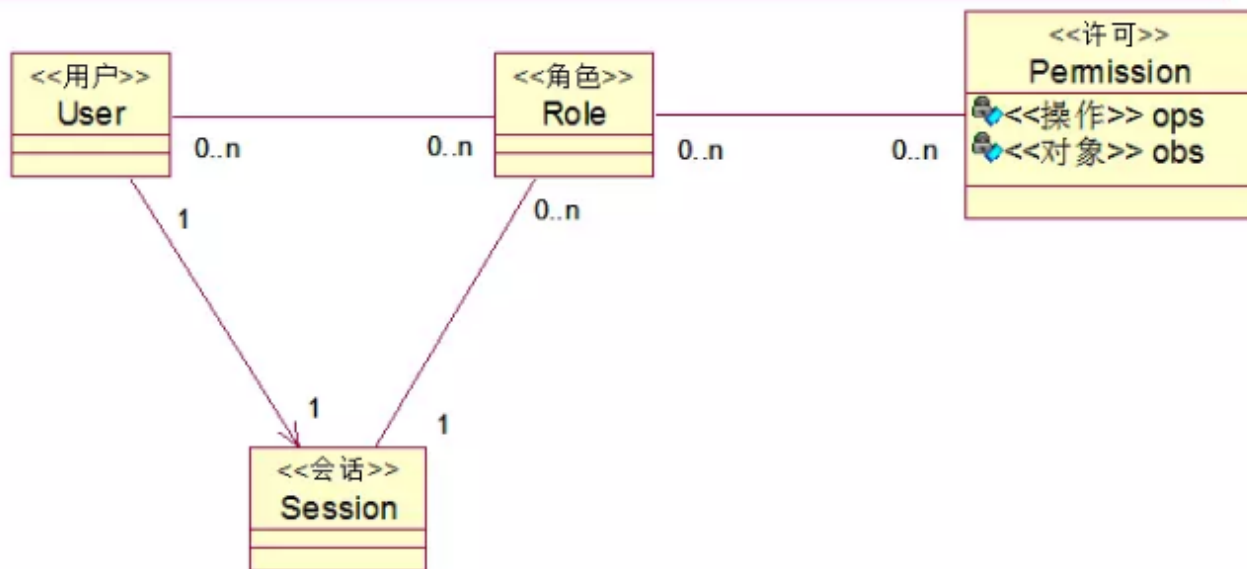 <<用户>>
User
<<角色>>
Role
<<许可>>
Permission
<<操作>> ops
<<对象>> obs
0..n
0..n
0..n
0..n
1
0..n
1
1
<<会话>>
Session